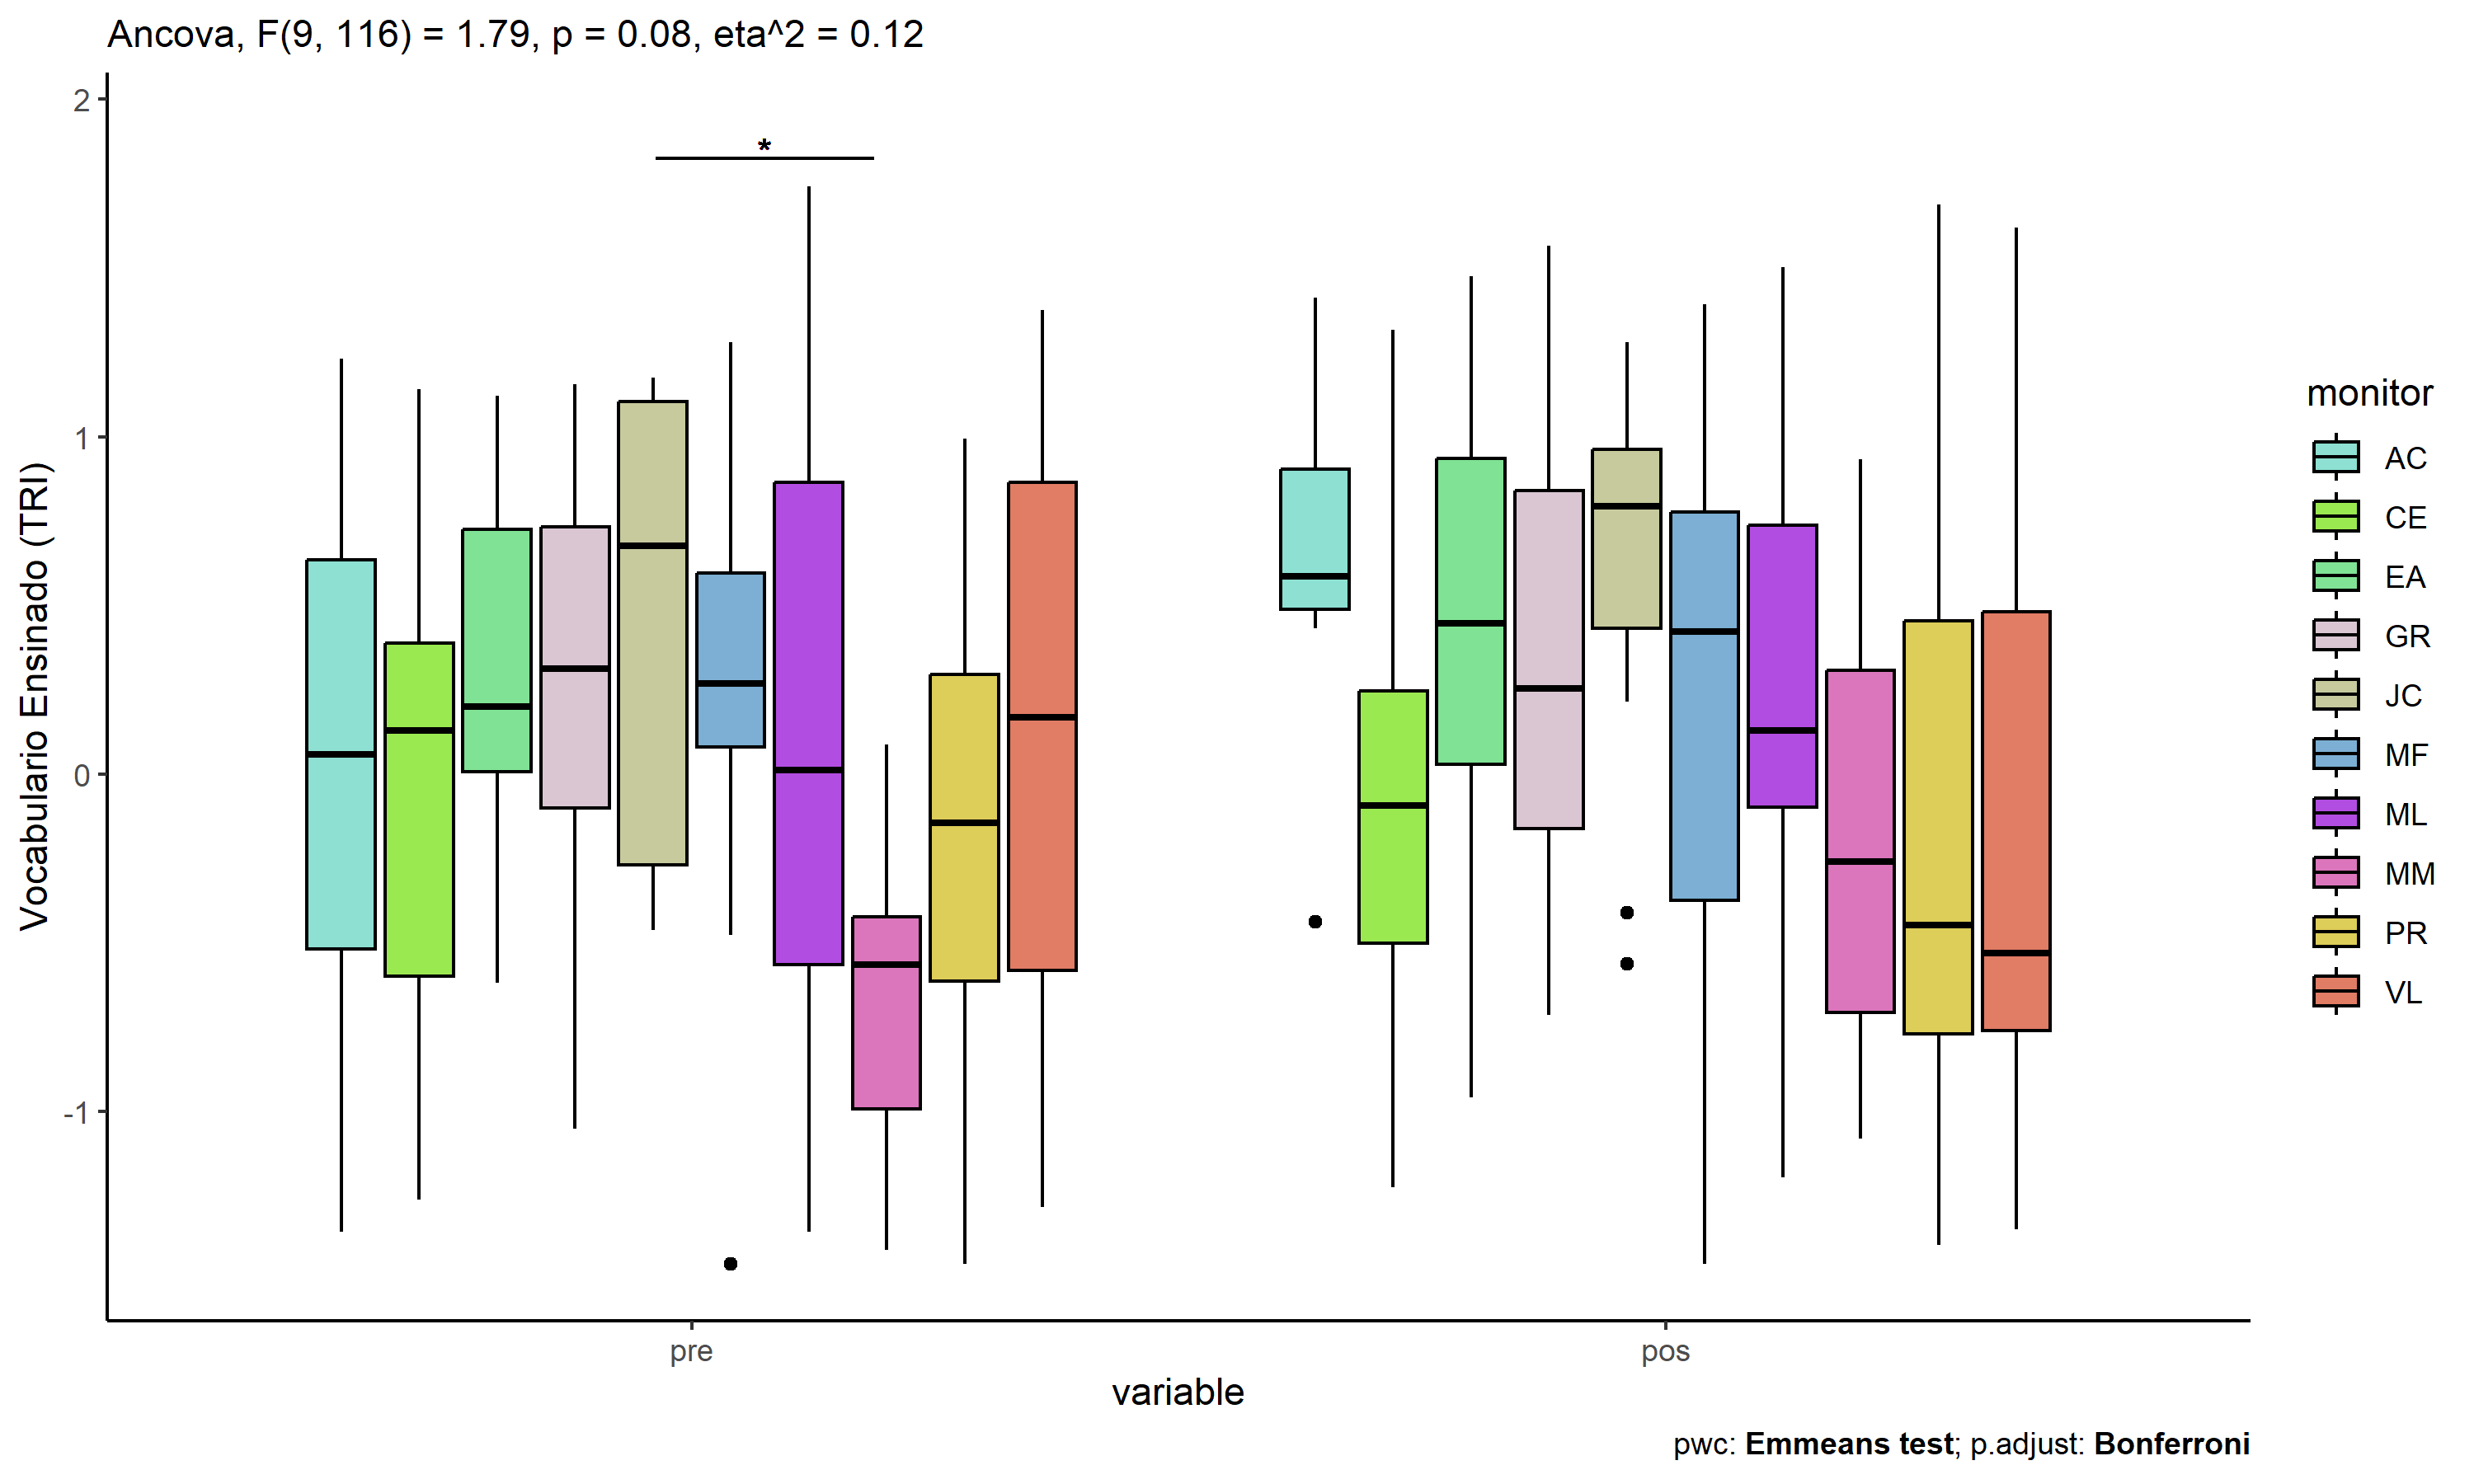 Ancova, F(9, 116) = 1.79, p = 0.08, eta^2 = 0.12
Vocabulario Ensinado (TRI)
2
1
0
-1
*
pre
pos
variable
monitor
AC
CE
EA
GR
JC
MF
ML
MM
PR
VL
pwc: Emmeans test; p.adjust: Bonferroni